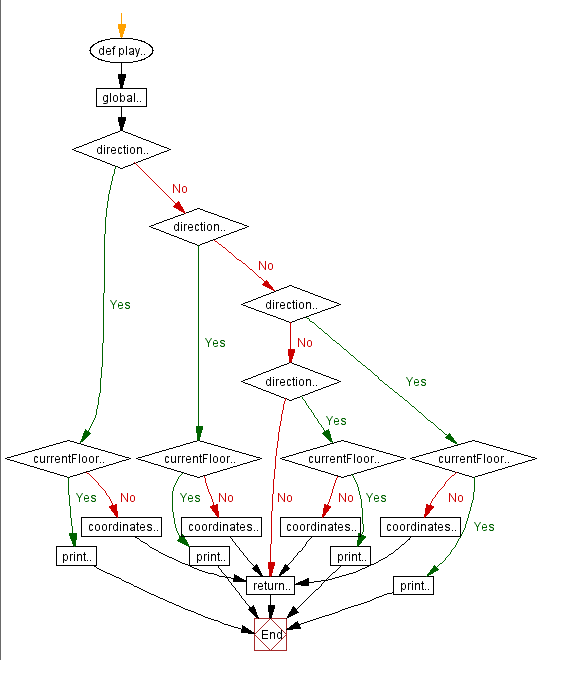 def play..
global..
direction..
No
direction..
No
direction..
Yes
Yes
No
direction..
Yes
Yes
currentFloor..
currentFloor..
currentFloor..
currentFloor..
Yes
No
Yes
No
No
No
Yes
No
coordinates..
coordinates..
coordinates..
coordinates..
Yes
print..
print..
print..
return..
print..
End